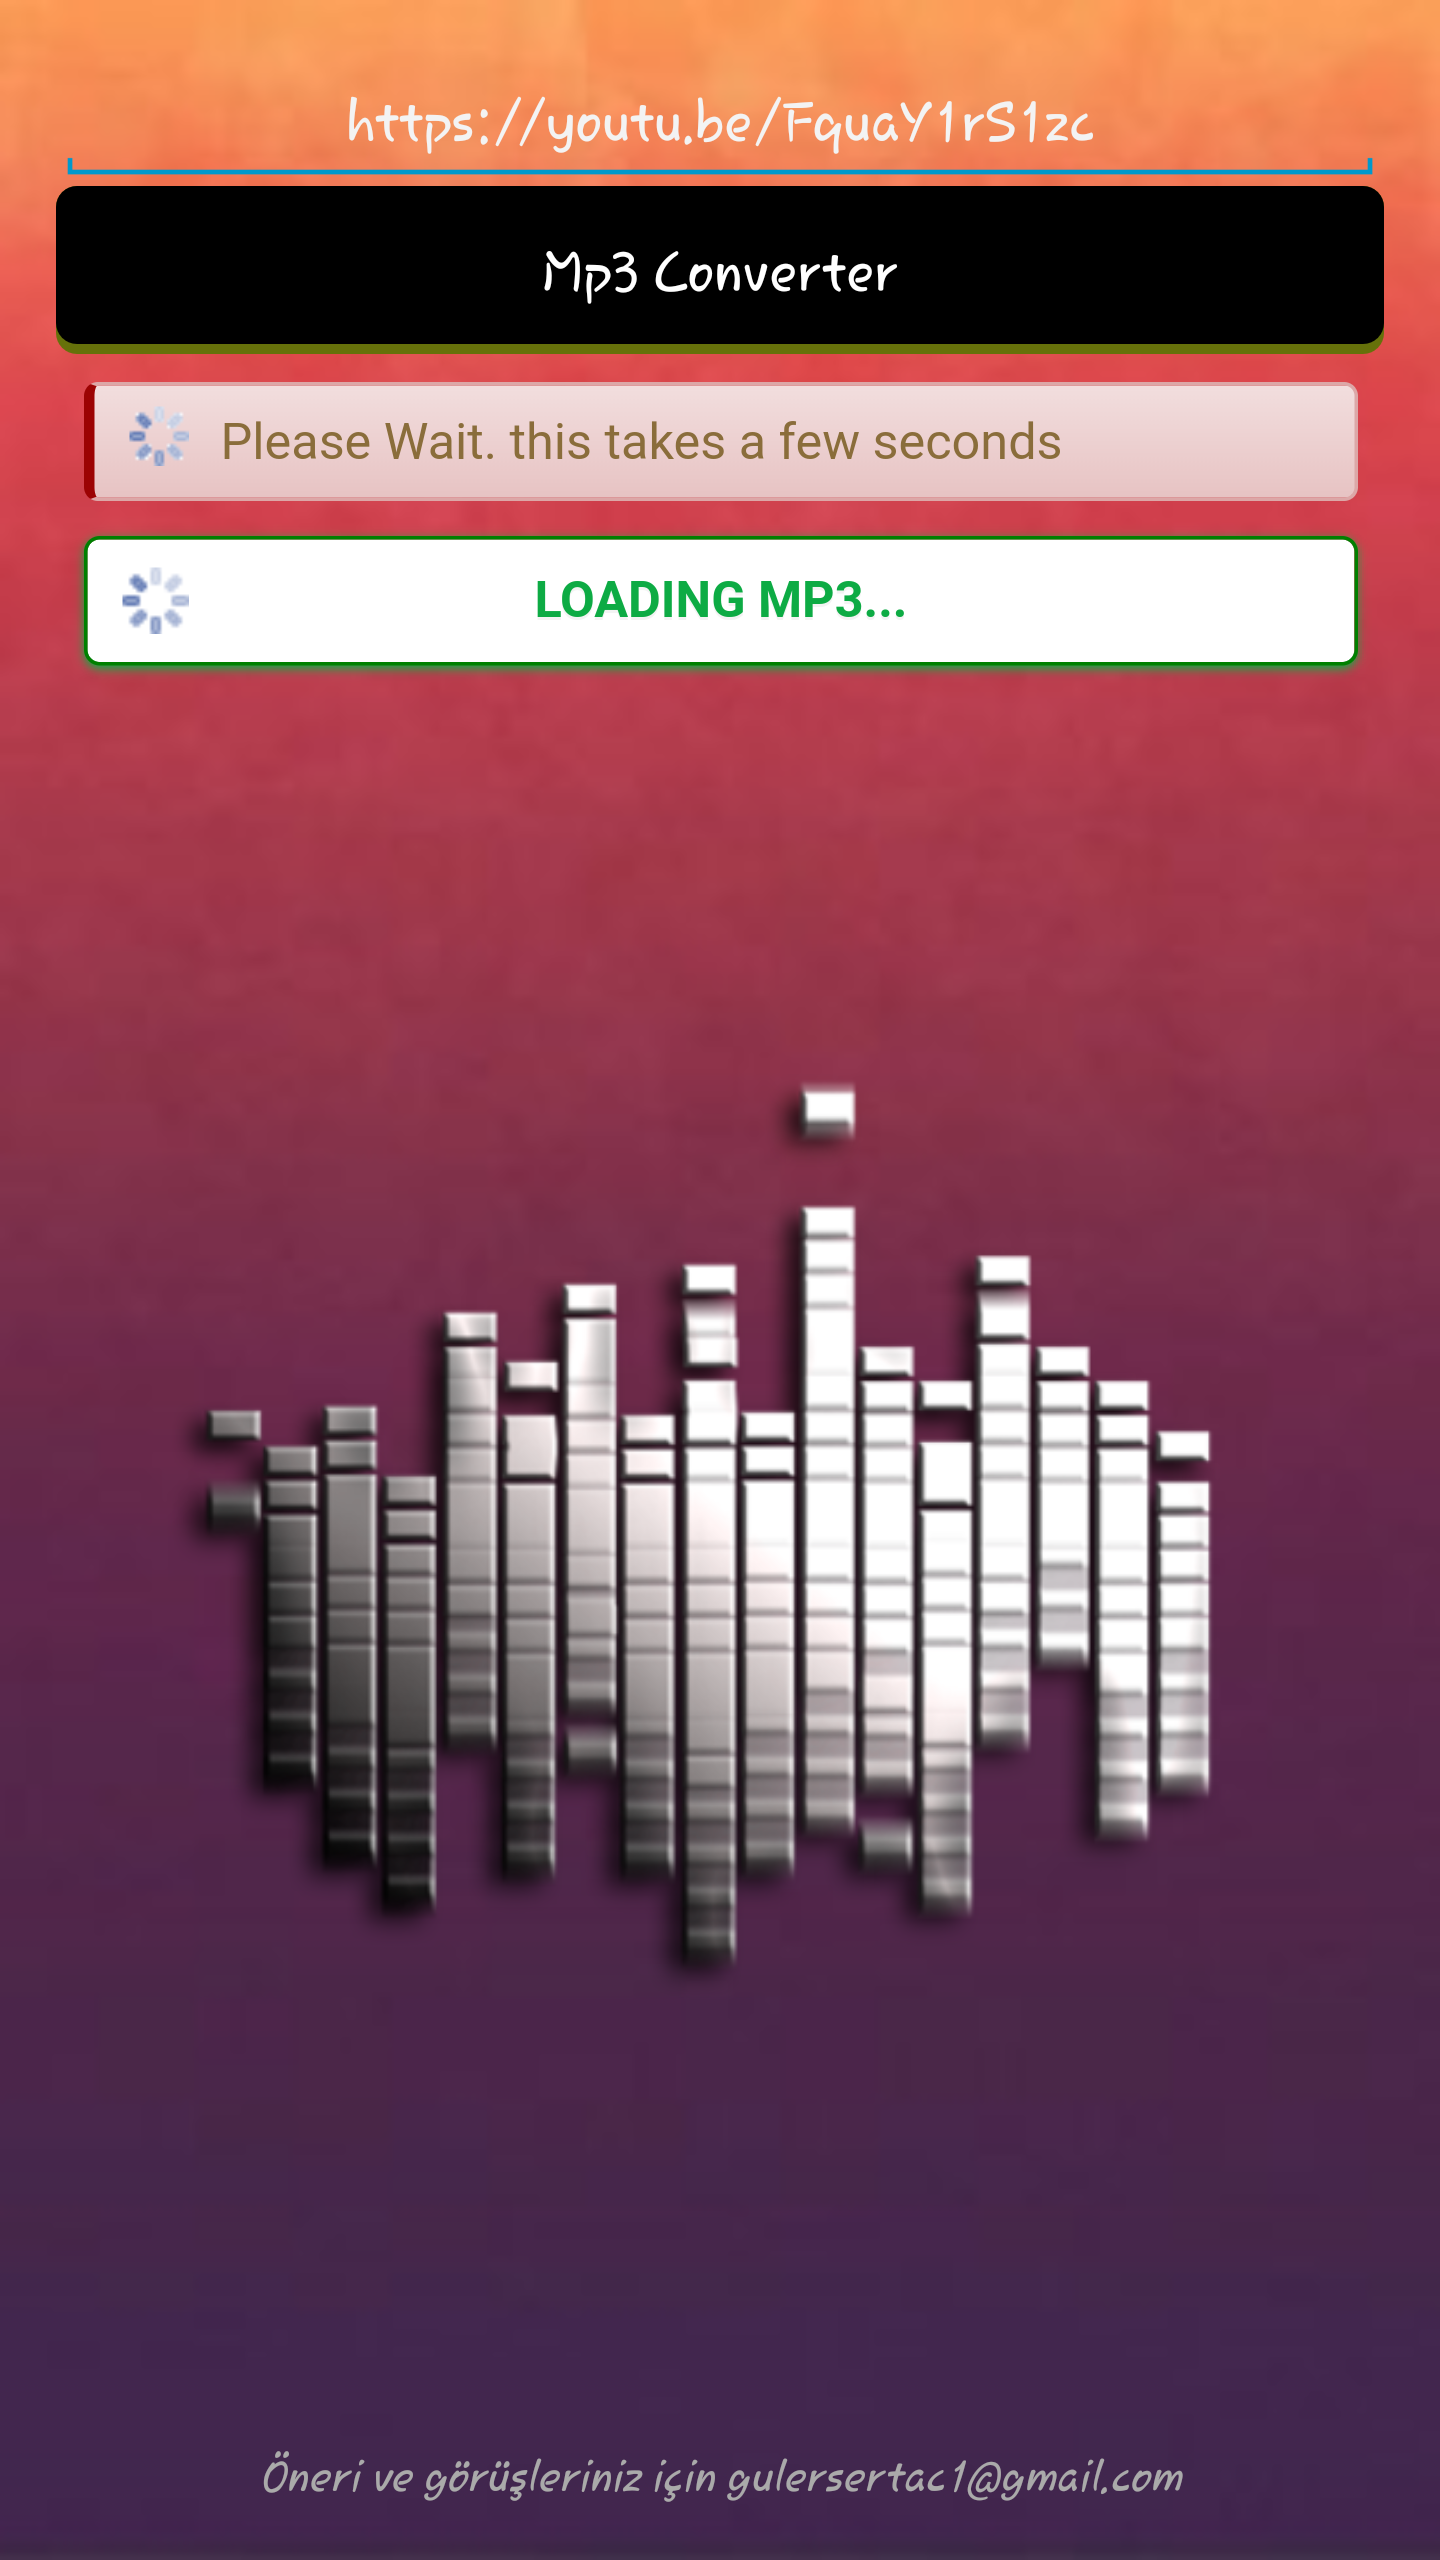 https://youtu.be/FquaY1rS1zc
Mp3 Converter
Please Wait. this takes a few seconds
LOADING MP3...
Öneri ve görüşleriniz için gulersertac1@gmail.com